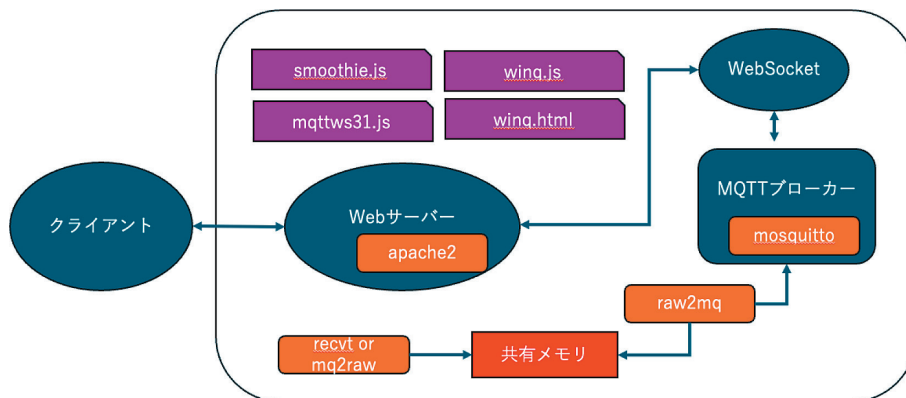 smoothie.js
winq.js
WebSocket
mqttws31.js
winq.html
MQTTブローカー
mosquitto
クライアント
Webサーバー
apache2
raw2mq
recvt or
mq2raw
共有メモリ